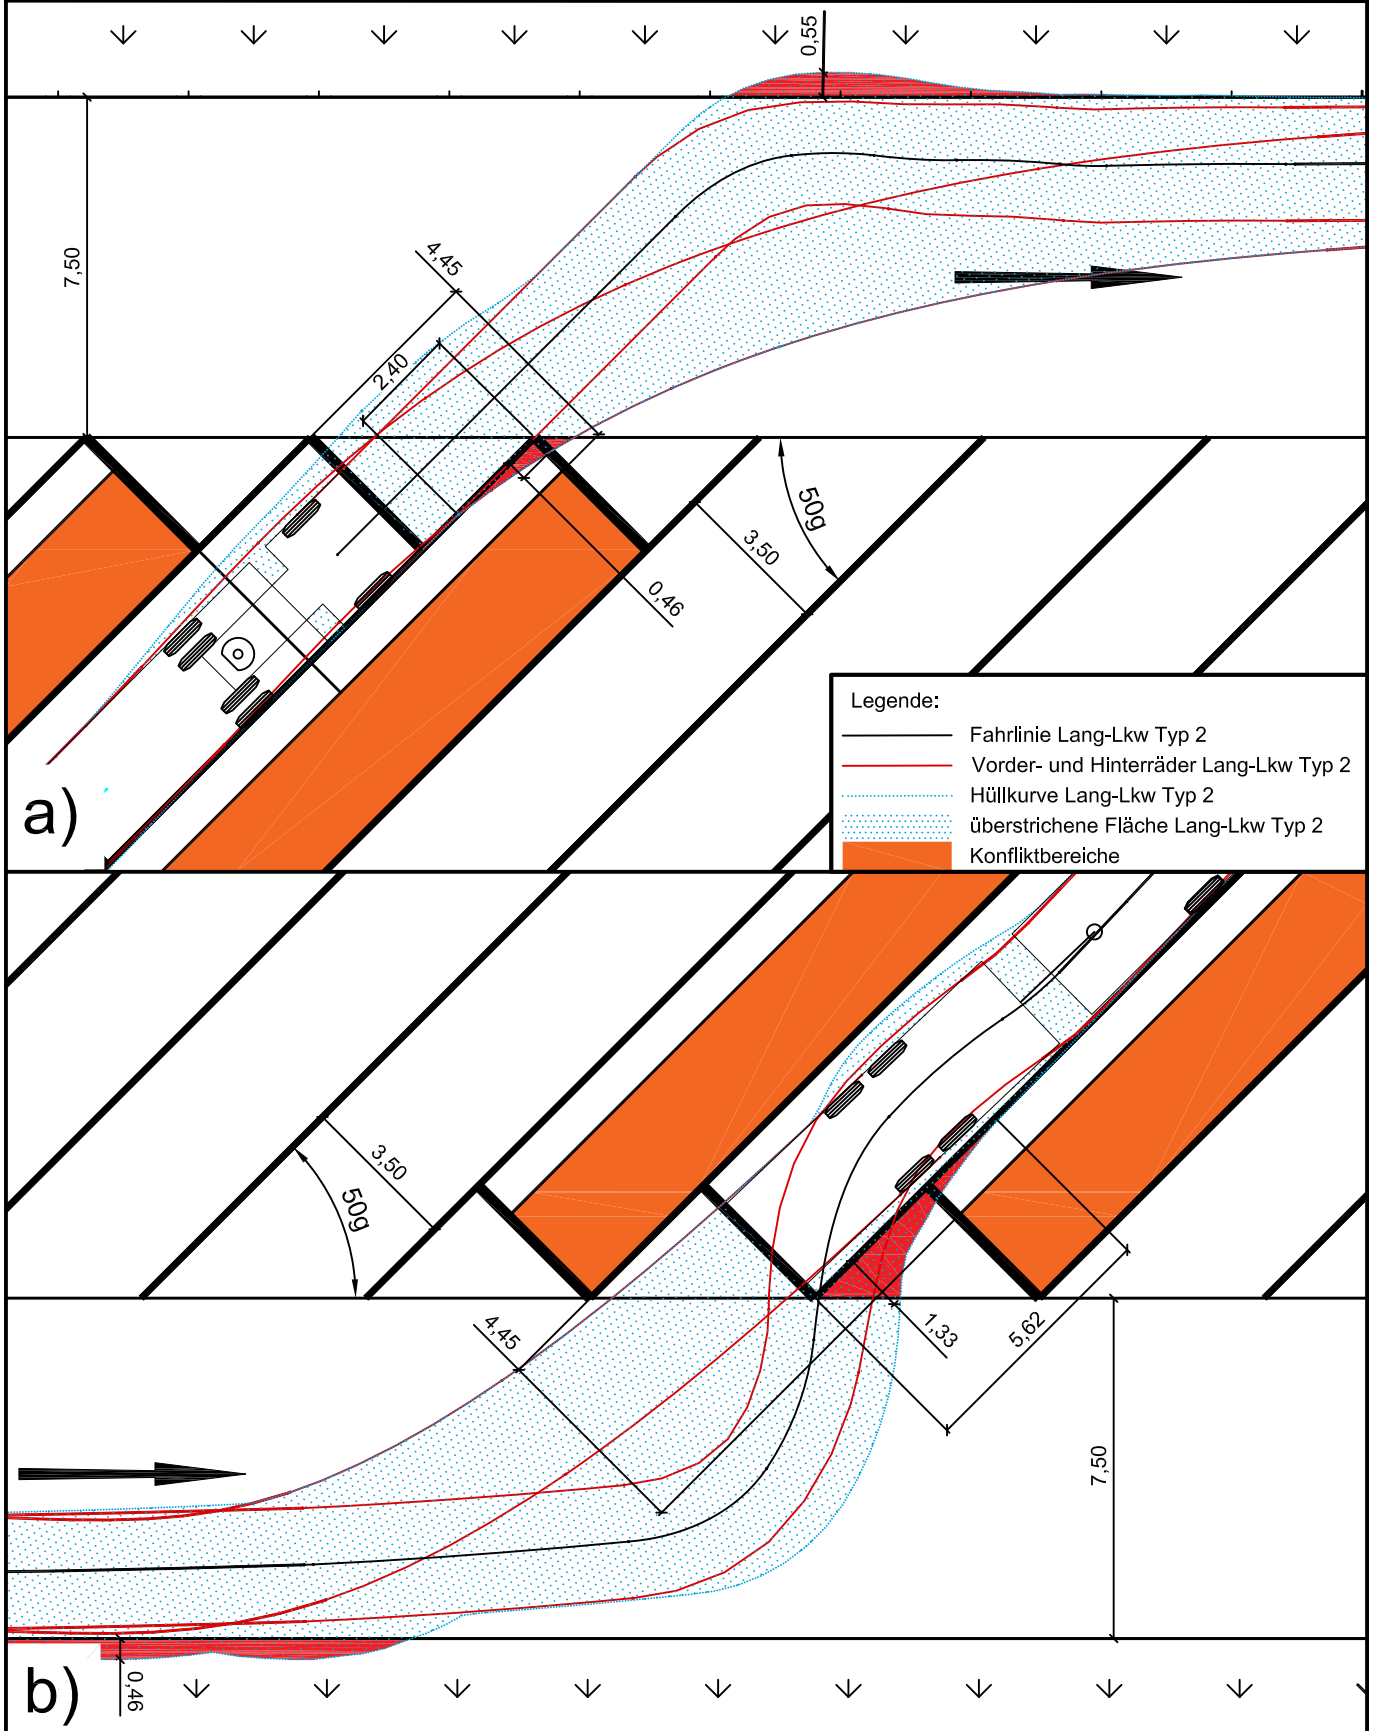 0,55
7,50
4,45
2,40
50g
3,50
0,46
Legende:
Fahrlinie Lang-Lkw Typ 2
Vorder- und Hinterräder Lang-Lkw Typ 2
Hüllkurve Lang-Lkw Typ 2
überstrichene Fläche Lang-Lkw Typ 2
Konfliktbereiche
a)
3,50
50g
4,45
1,33
5,62
7,50
b)
0,46